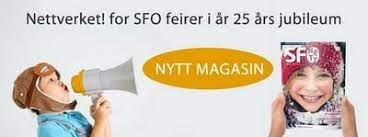 Nettverket! for SFO feirer i år 25 års jubileum
NYTT MAGASIN
SFO